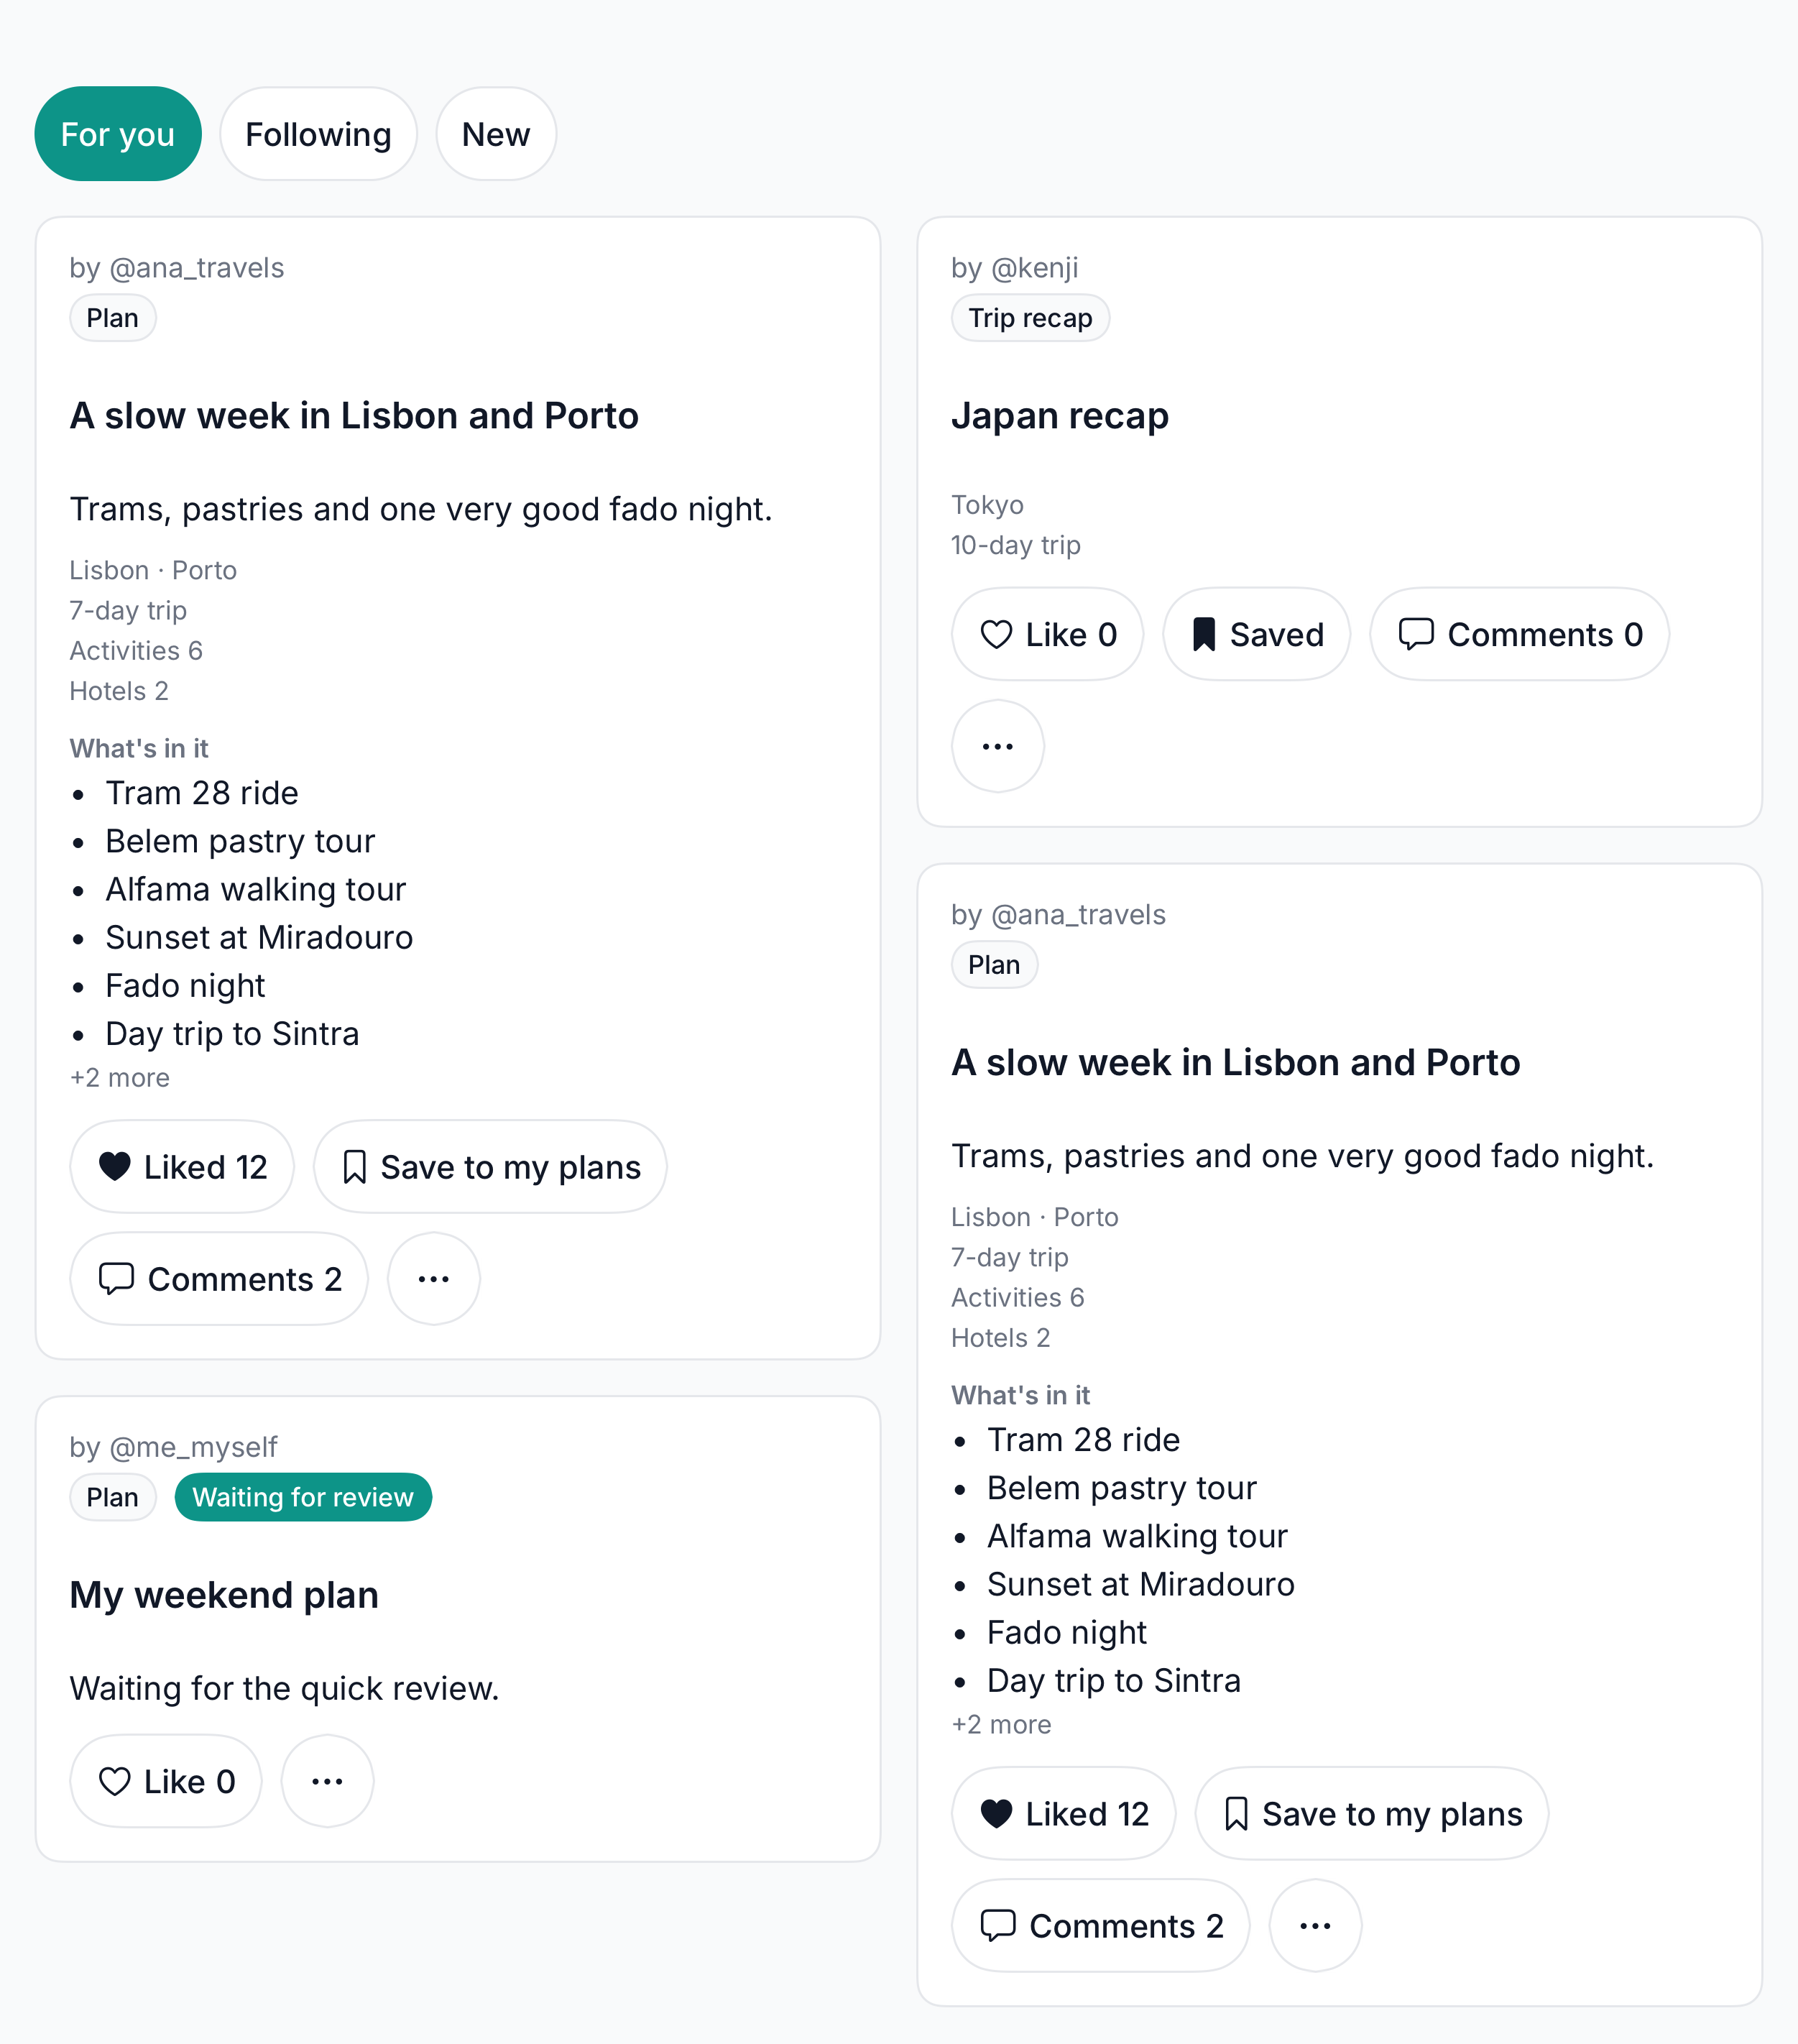 For you
Following
New
by @ana_travels
Plan
A slow week in Lisbon and Porto
Trams, pastries and one very good fado night.
Lisbon · Porto
7-day trip
Activities 6
Hotels 2
What's in it
• Tram 28 ride
• Belem pastry tour
• Alfama walking tour
• Sunset at Miradouro
• Fado night
• Day trip to Sintra
+2 more
Liked 12
Save to my plans
Comments 2
by @me_myself
Plan
Waiting for review
My weekend plan
Waiting for the quick review.
Like 0
by @kenji
Trip recap
Japan recap
Tokyo
10-day trip
Like 0
Saved
Comments 0
by @ana_travels
Plan
A slow week in Lisbon and Porto
Trams, pastries and one very good fado night.
Lisbon · Porto
7-day trip
Activities 6
Hotels 2
What's in it
• Tram 28 ride
• Belem pastry tour
• Alfama walking tour
• Sunset at Miradouro
• Fado night
• Day trip to Sintra
+2 more
Liked 12
Save to my plans
Comments 2